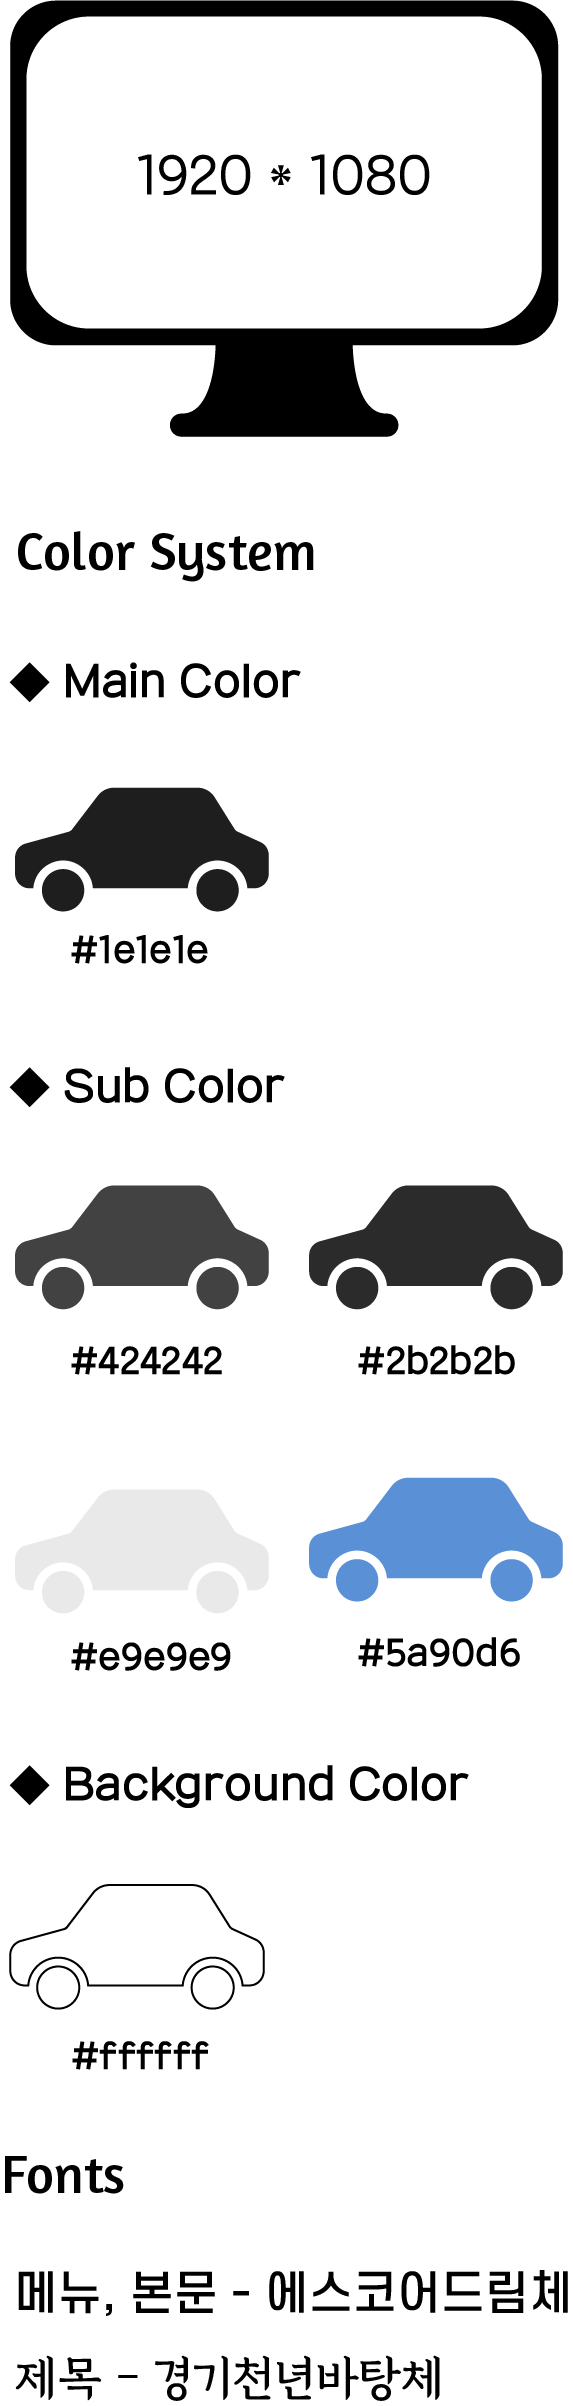 1920 * 1080
Color System
◆ Main Color
#1e1e1e
◆ Sub Color
#424242 #2b2b2b
#e9e9e9 #5a90d6
◆ Background Color
#ffffff
Fonts
메뉴, 본문 - 에스코어드림체
제목 - 경기천년바탕체